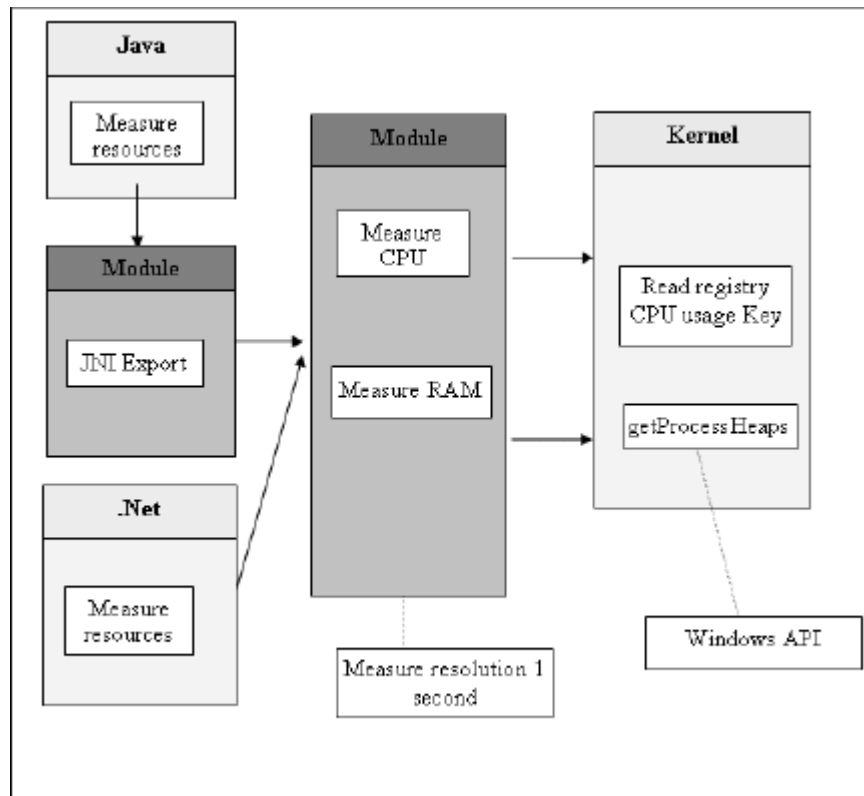 Java
Measure
resources
Module
JNI Export
.Net
Measure
resources
Module
Measure
CPU
Measure RAM
Measure resolution 1
second
Kernel
Read registry
CPU usage Key
getProcessHeaps
Windows API